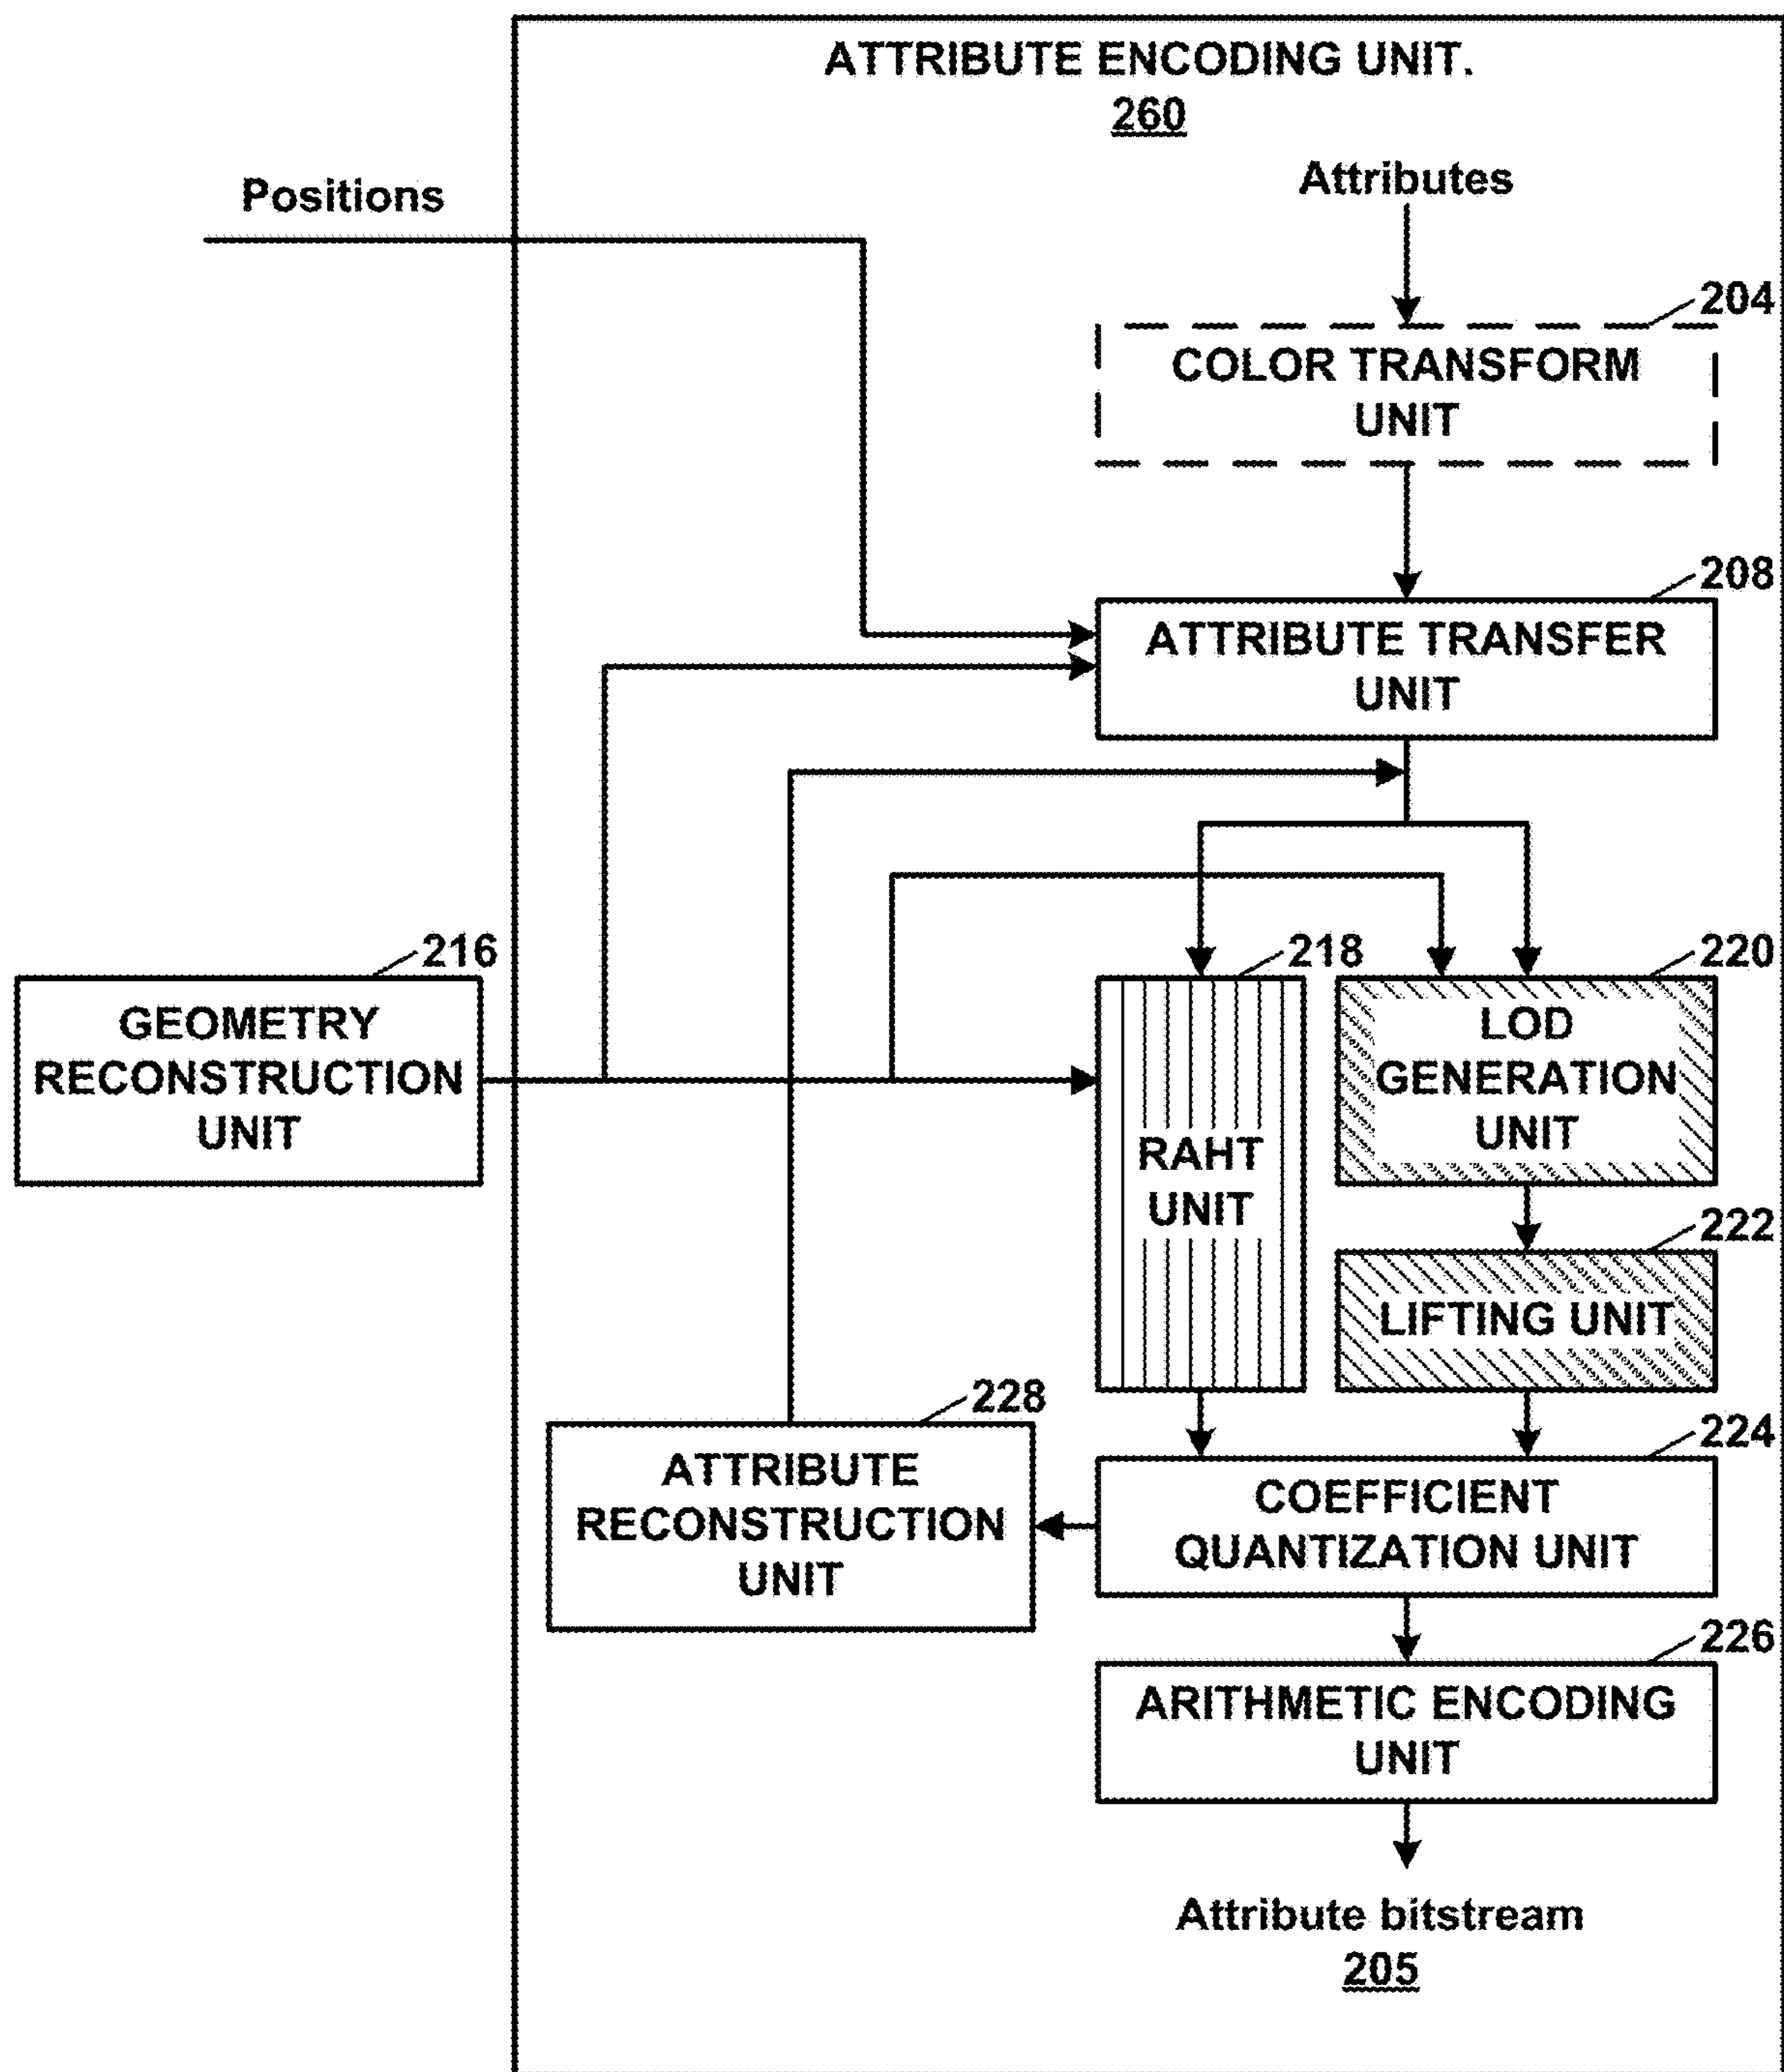 ATTRIBUTE ENCODING UNIT.
260
Positions
Attributes
204
COLOR TRANSFORM
UNIT
208
ATTRIBUTE TRANSFER
UNIT
216
GEOMETRY
RECONSTRUCTION
UNIT
218
RAHT
UNIT
220
LOD
GENERATION
UNIT
222
LIFTING UNIT
228
ATTRIBUTE
RECONSTRUCTION
UNIT
224
COEFFICIENT
QUANTIZATION UNIT
226
ARITHMETIC ENCODING
UNIT
Attribute bitstream
205